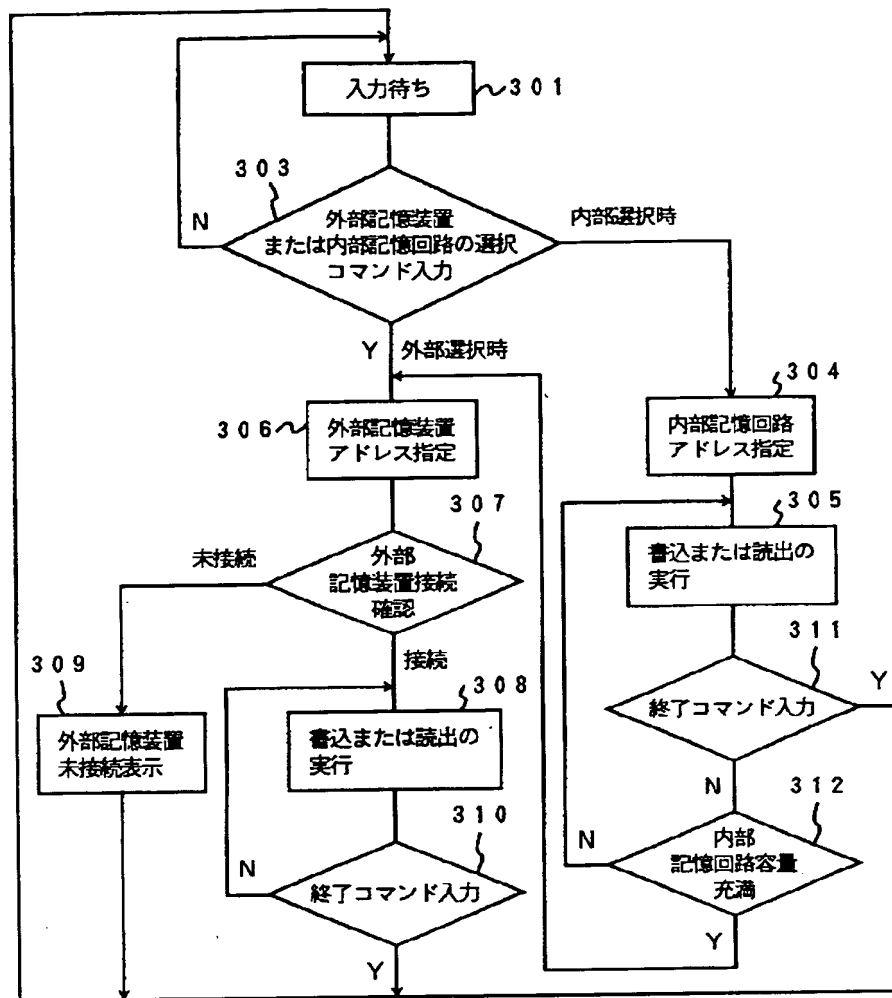 入力待ち
301
303
N
外部記憶装置
または内部記憶回路の選択
コマンド入力
内部選択時
Y
外部選択時
304
306
外部記憶装置
アドレス指定
内部記憶回路
アドレス指定
307
305
未接続
外部
記憶装置接続
確認
書込または読出の
実行
接続
311
309
308
Y
終了コマンド入力
外部記憶装置
未接続表示
書込または読出の
実行
N
312
310
N
内部
記憶回路容量
充満
N
終了コマンド入力
Y
Y